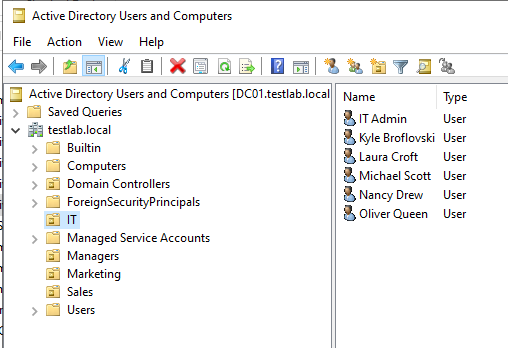 Active Directory Users and Computers
File Action View Help
Active Directory Users and Computers [DC01.testlab.local
Saved Queries
testlab.local
Builtin
Computers
Domain Controllers
ForeignSecurityPrincipals
IT
Managed Service Accounts
Managers
Marketing
Sales
Users
Name Type
IT Admin User
Kyle Broflovski User
Laura Croft User
Michael Scott User
Nancy Drew User
Oliver Queen User